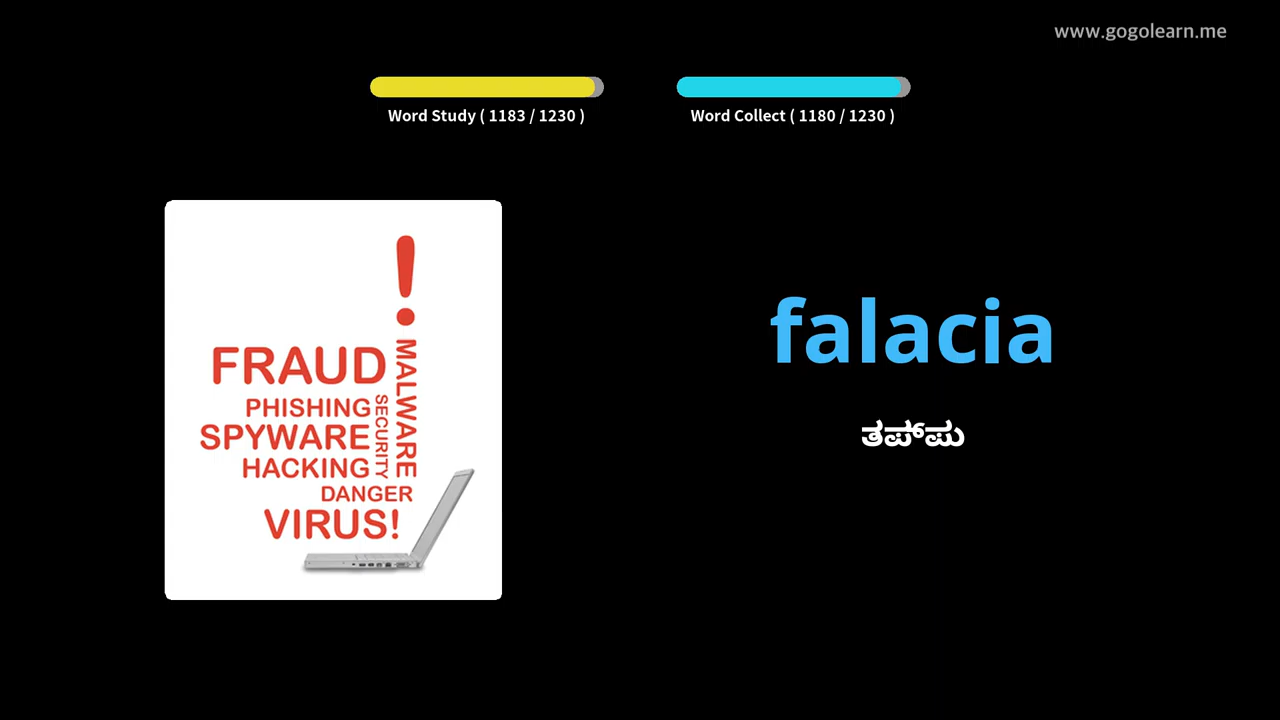 www.gogolearn.me
Word Study ( 1183 / 1230 )
Word Collect ( 1180 / 1230 )
!
FRAUD
MALWARE
PHISHING
SECURITY
SPYWARE
HACKING
DANGER
VIRUS!
falacia
ತಪ್ಪು